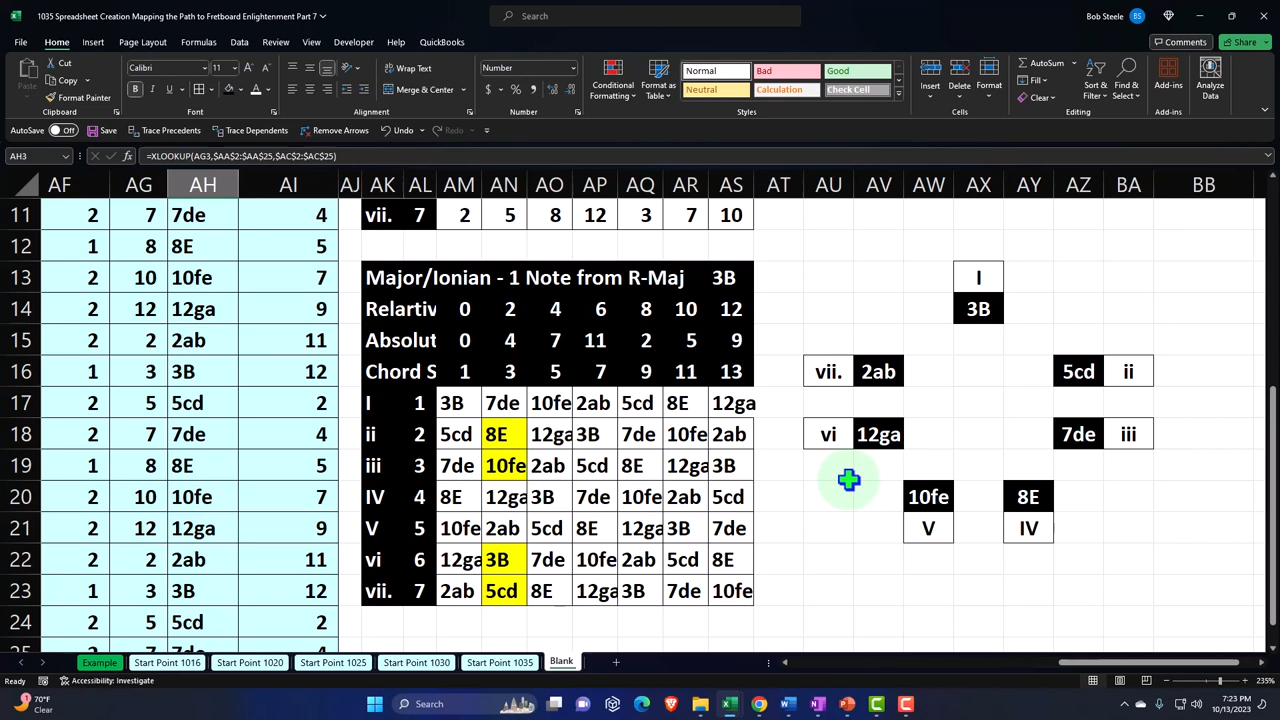 1035 Spreadsheet Creation Mapping the Path to Fretboard Enlightenment Part 7
Search
Bob Steele BS
File Home Insert Page Layout Formulas Data Review View Developer Automate Help QuickBooks
Comments Share
Cut
Copy
Format Painter
Paste
Calibri 11
Wrap Text
Merge & Center
Number
Conditional Formatting
Format as Table
Normal Bad Good
Neutral Calculation Check Cell
Insert Delete Format
AutoSum
Fill
Clear
Sort & Filter
Find & Select
Add-ins
Analyze Data
Clipboard Font Alignment Number Styles Cells Editing Add-ins
AutoSave Off Save Trace Precedents Trace Dependents Remove Arrows Undo Redo
AH3 fx =XLOOKUP(AG3,$AA$2:$AA$25,$AC$2:$AC$25)
AF AG AH AI AJ AK AL AM AN AO AP AQ AR AS AT AU AV AW AX AY AZ BA BB
11 2 7 7de 4 vii. 7 2 5 8 12 3 7 10
12 1 8 8E 5
13 2 10 10fe 7 Major/Ionian - 1 Note from R-Maj 3B I
14 2 12 12ga 9 Relartiv 0 2 4 6 8 10 12 3B
15 2 2 2ab 11 Absolut 0 4 7 11 2 5 9
16 1 3 3B 12 Chord S 1 3 5 7 9 11 13 vii. 2ab 5cd ii
17 2 5 5cd 2 I 1 3B 7de 10fe 2ab 5cd 8E 12ga
18 2 7 7de 4 ii 2 5cd 8E 12ga 3B 7de 10fe 2ab vi 12ga 7de iii
19 1 8 8E 5 iii 3 7de 10fe 2ab 5cd 8E 12ga 3B
20 2 10 10fe 7 IV 4 8E 12ga 3B 7de 10fe 2ab 5cd 10fe 8E
21 2 12 12ga 9 V 5 10fe 2ab 5cd 8E 12ga 3B 7de V IV
22 2 2 2ab 11 vi 6 12ga 3B 7de 10fe 2ab 5cd 8E
23 1 3 3B 12 vii. 7 2ab 5cd 8E 12ga 3B 7de 10fe
24 2 5 5cd 2
Example Start Point 1016 Start Point 1020 Start Point 1025 Start Point 1030 Start Point 1035 Blank
Ready Accessibility: Investigate 235%
70°F
Clear
Search
7:23 PM
10/13/2023